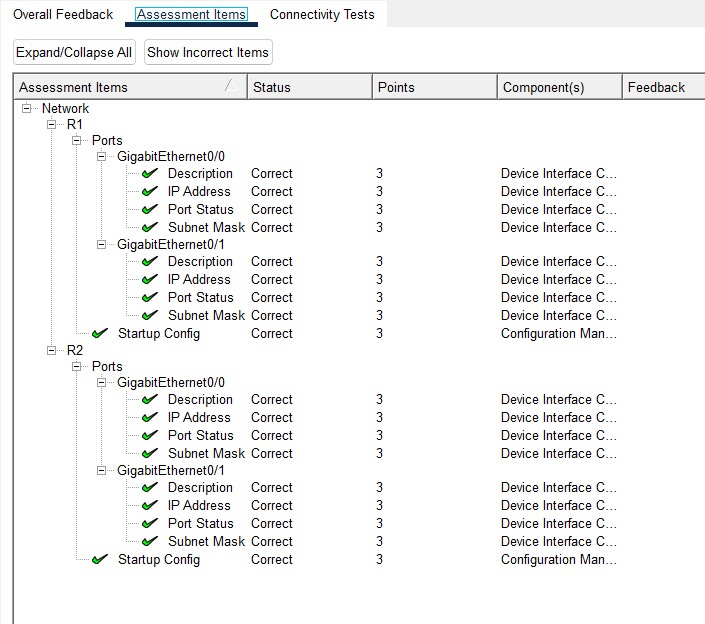 Overall Feedback Assessment Items Connectivity Tests
Expand/Collapse All Show Incorrect Items
Assessment Items Status Points Component(s) Feedback
Network
R1
Ports
GigabitEthernet0/0
Description Correct 3 Device Interface C...
IP Address Correct 3 Device Interface C...
Port Status Correct 3 Device Interface C...
Subnet Mask Correct 3 Device Interface C...
GigabitEthernet0/1
Description Correct 3 Device Interface C...
IP Address Correct 3 Device Interface C...
Port Status Correct 3 Device Interface C...
Subnet Mask Correct 3 Device Interface C...
Startup Config Correct 3 Configuration Man...
R2
Ports
GigabitEthernet0/0
Description Correct 3 Device Interface C...
IP Address Correct 3 Device Interface C...
Port Status Correct 3 Device Interface C...
Subnet Mask Correct 3 Device Interface C...
GigabitEthernet0/1
Description Correct 3 Device Interface C...
IP Address Correct 3 Device Interface C...
Port Status Correct 3 Device Interface C...
Subnet Mask Correct 3 Device Interface C...
Startup Config Correct 3 Configuration Man...